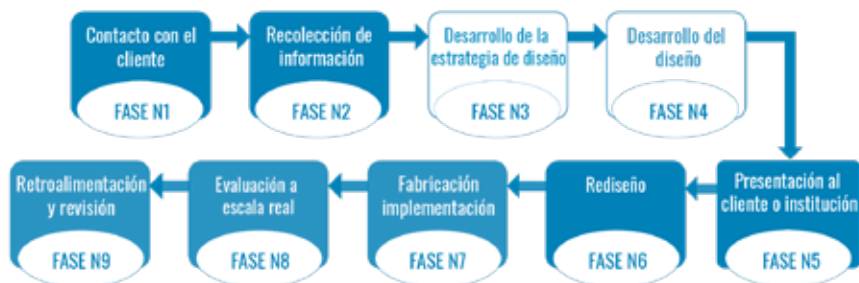 Contacto con el
cliente
FASE N1
Recolección de
información
FASE N2
Desarrollo de la
estrategia de diseño
FASE N3
Desarrollo del
diseño
FASE N4
Presentación al
cliente o institución
FASE N5
Rediseño
FASE N6
Fabricación
implementación
FASE N7
Evaluación a
escala real
FASE N8
Retroalimentación
y revisión
FASE N9